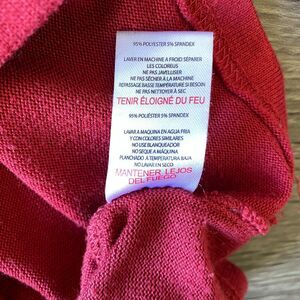 95% POLYESTER 5% SPANDEX
LAVER EN MACHINE A FROID SÉPARER
LES COLOREUS
NE PAS JAVELLISER
NE PAS SÉCHER A LA MACHINE
REPASSAGE BASSE TEMPÉRATURE SI BESOIN
NE PAS NETTOYER À SEC
TENIR ÉLOIGNÉ DU FEU
95% POLIÉSTER 5% SPANDEX
LAVAR A MAQUINA EN AGUA FRIA
Y CON COLORES SIMILARES
NO USE BLANQUEADOR
NO SEQUE A MÁQUINA
PLANCHADO A TEMPERATURA BAJA
NO LAVAR EN SECO
MANTENER LEJOS
DEL FUEGO